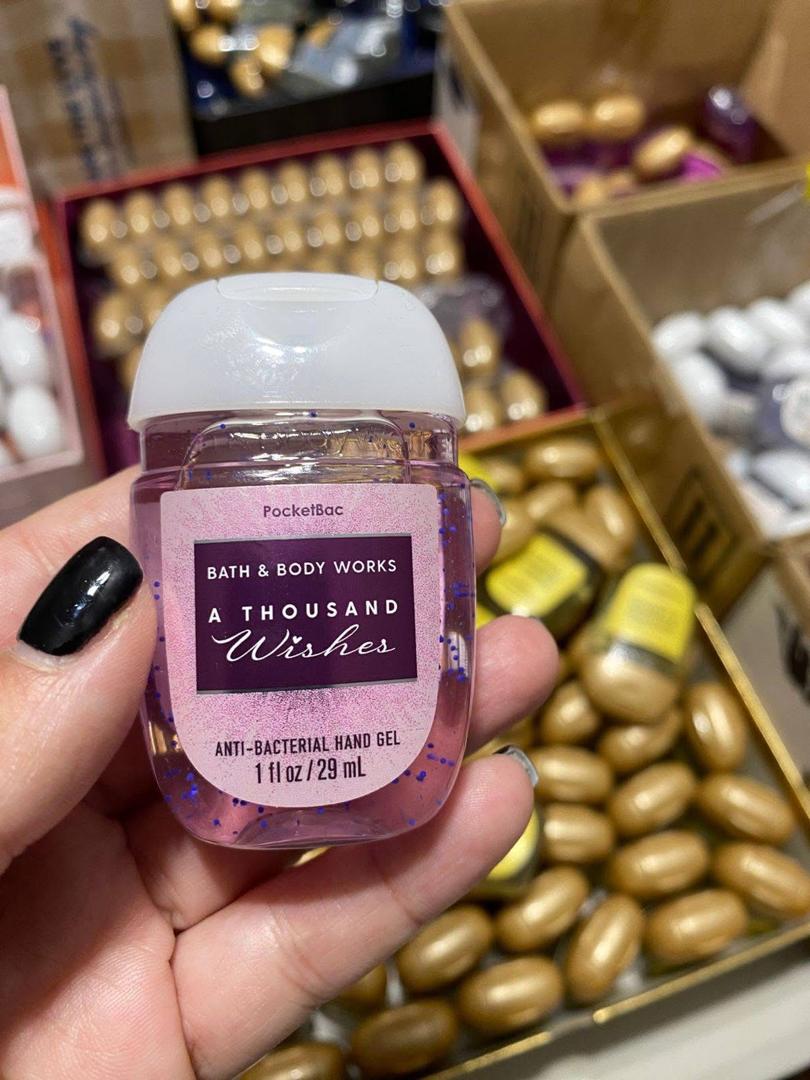 PocketBac
BATH & BODY WORKS
A THOUSAND
Wishes
ANTI-BACTERIAL HAND GEL
1 fl oz / 29 mL